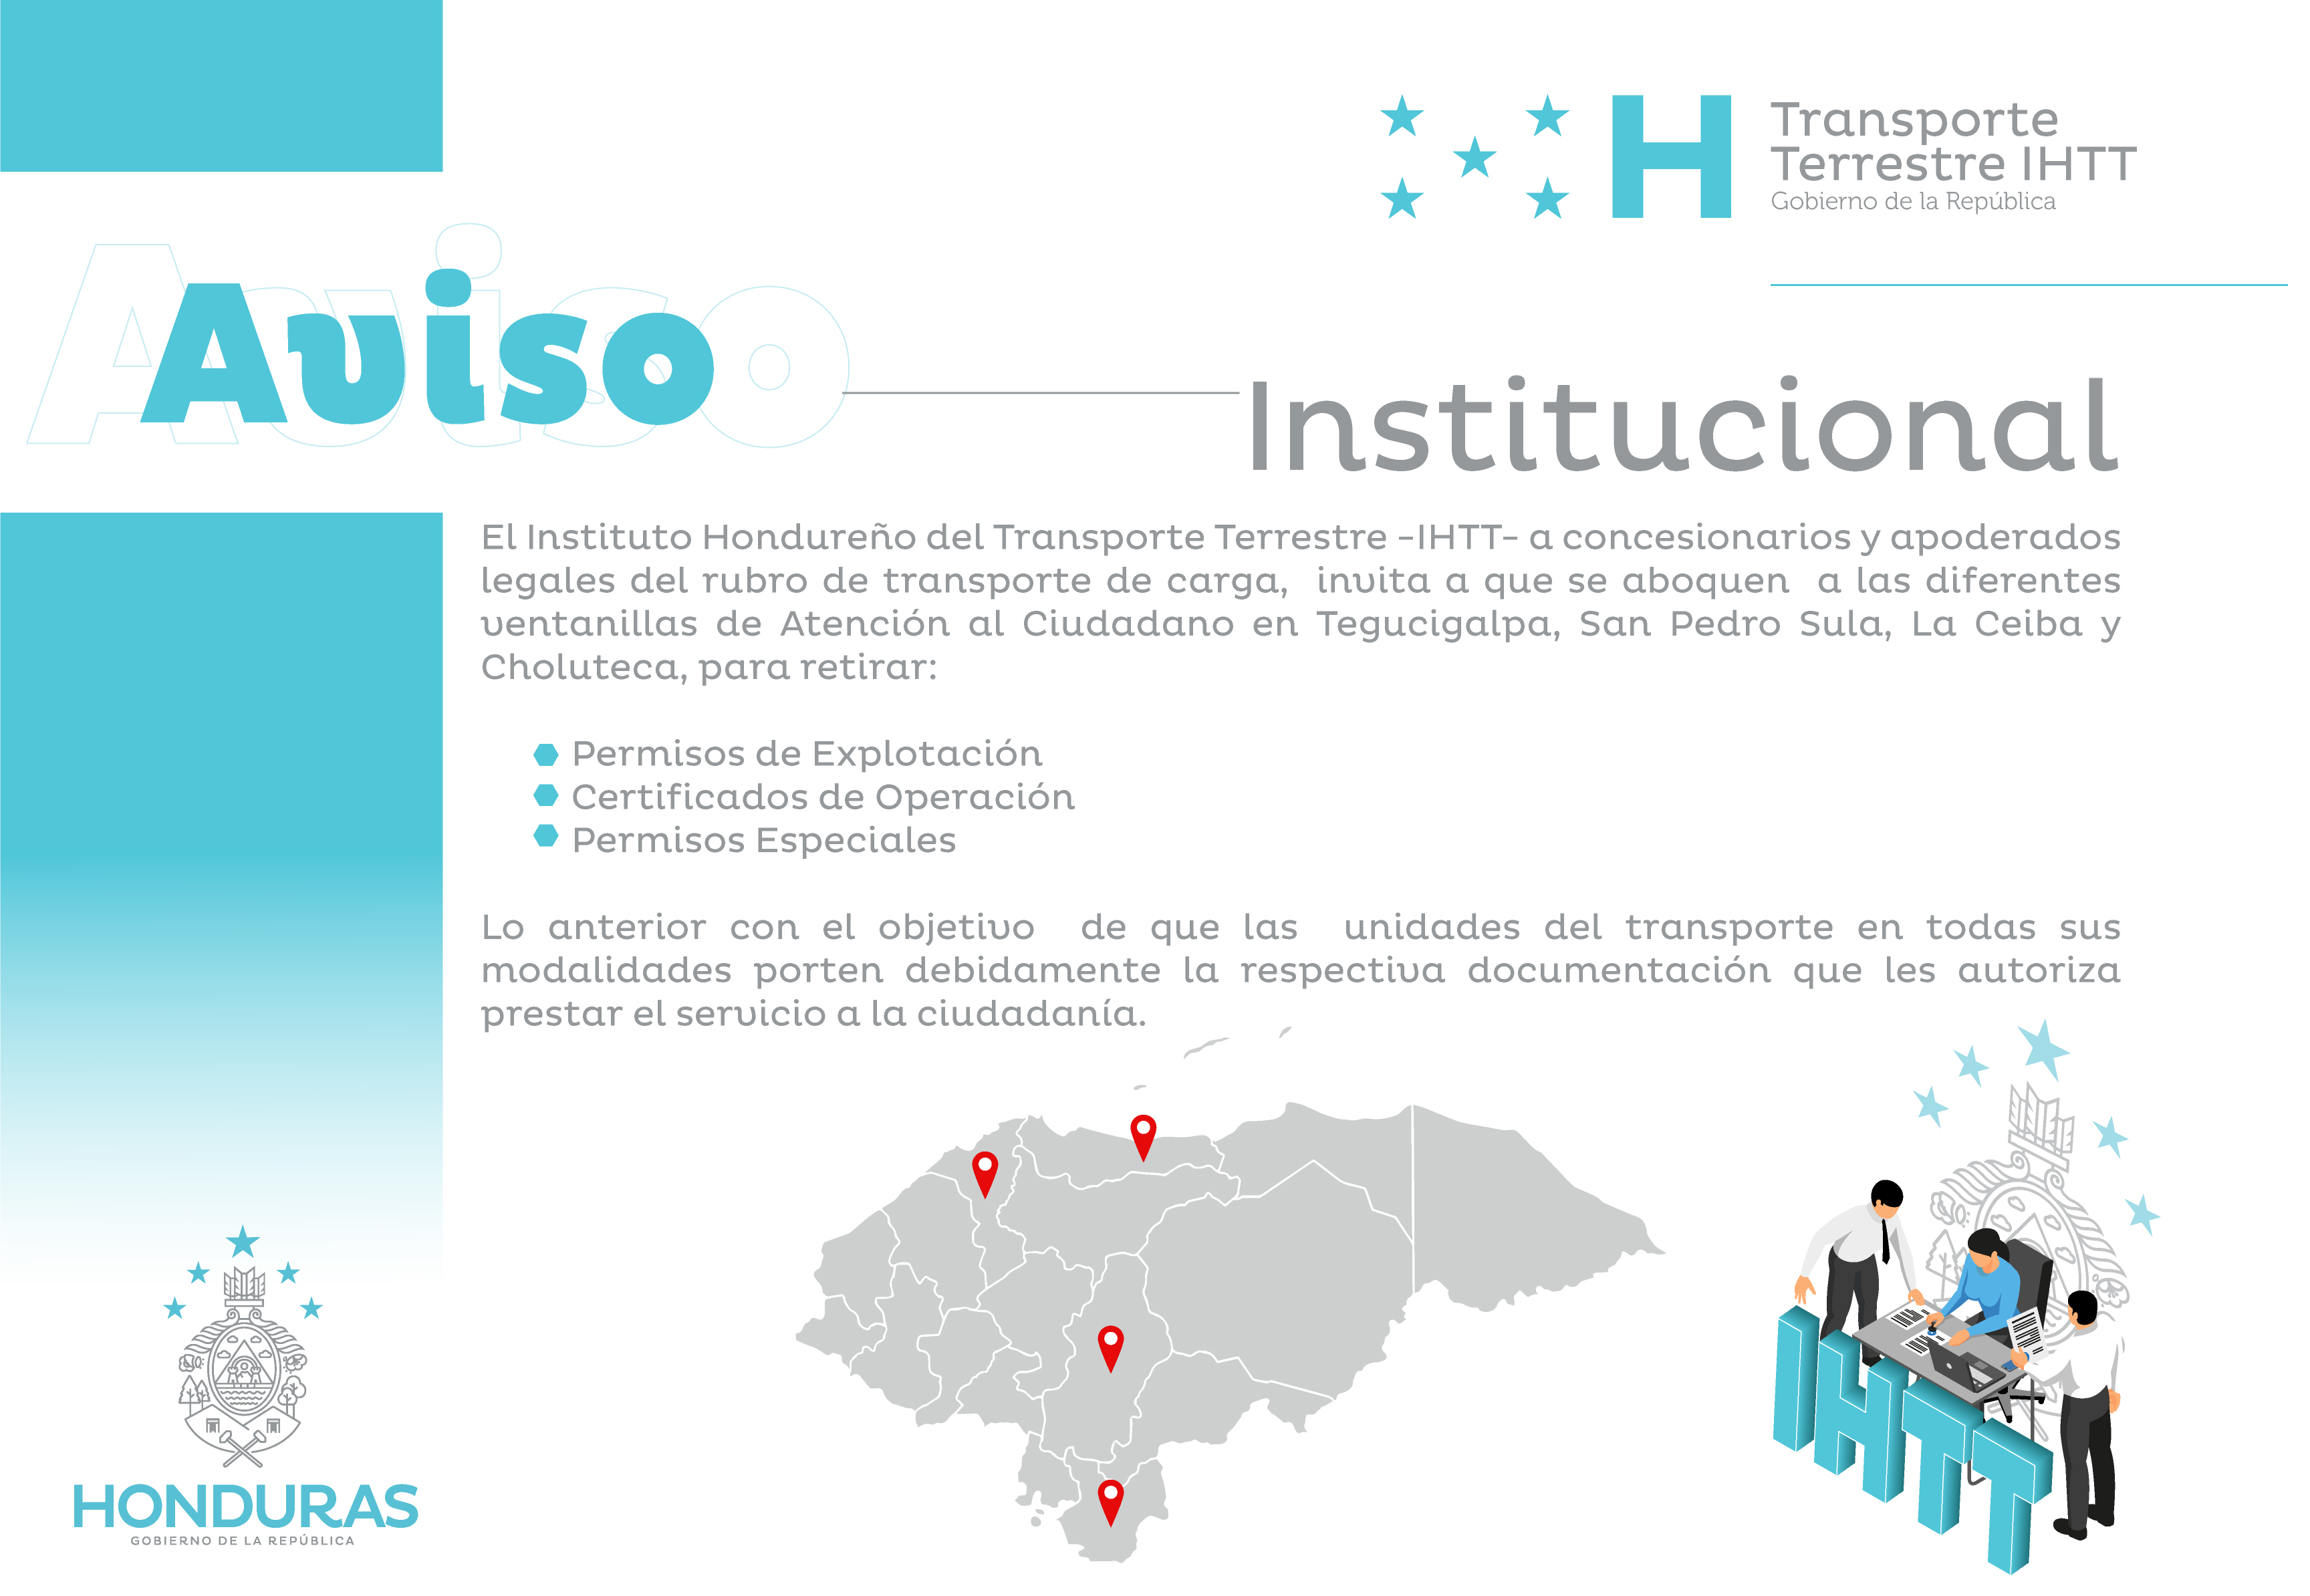 Transporte
Terrestre IHTT
Gobierno de la República
H
Aviso
Institucional
El Instituto Hondureño del Transporte Terrestre -IHTT- a concesionarios y apoderados
legales del rubro de transporte de carga, invita a que se aboquen a las diferentes
ventanillas de Atención al Ciudadano en Tegucigalpa, San Pedro Sula, La Ceiba y
Choluteca, para retirar:
Permisos de Explotación
Certificados de Operación
Permisos Especiales
Lo anterior con el objetivo de que las unidades del transporte en todas sus
modalidades porten debidamente la respectiva documentación que les autoriza
prestar el servicio a la ciudadanía.
HONDURAS
GOBIERNO DE LA REPÚBLICA
IHTT